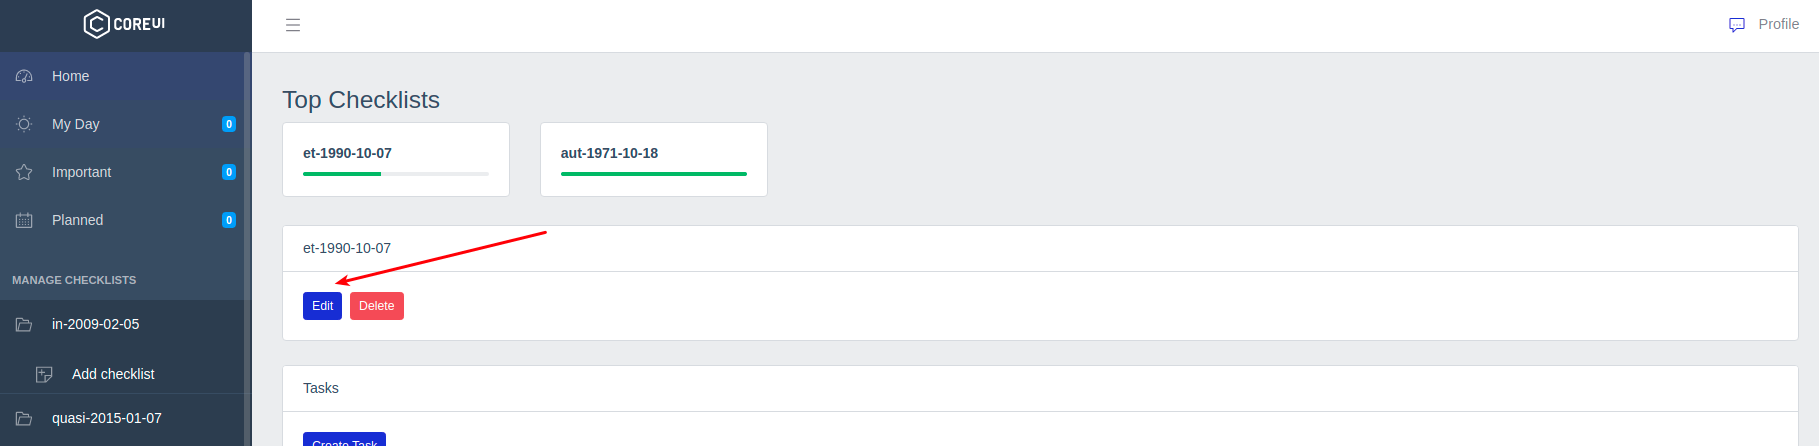 COREUI
Profile
Home
My Day 0
Important 0
Planned 0
MANAGE CHECKLISTS
in-2009-02-05
Add checklist
quasi-2015-01-07
Top Checklists
et-1990-10-07
aut-1971-10-18
et-1990-10-07
Edit Delete
Tasks
Create Task